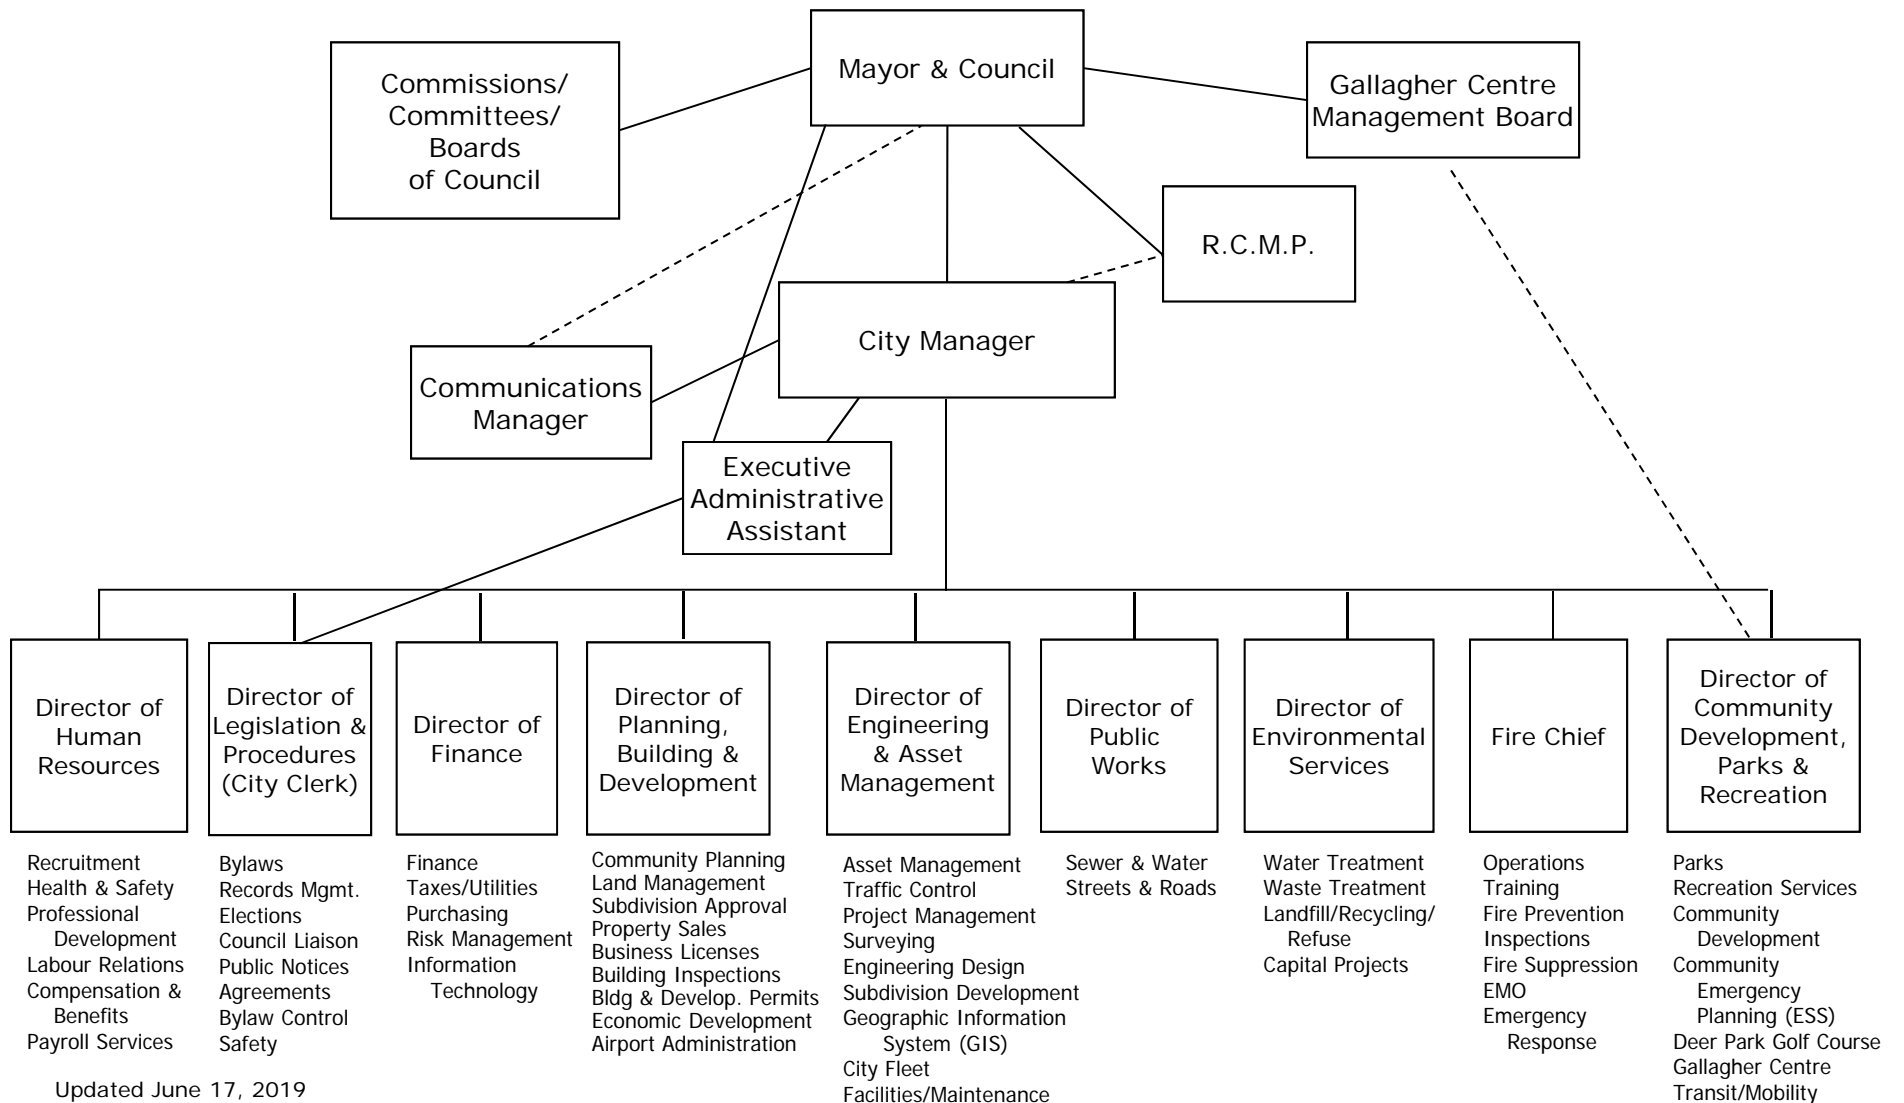 Mayor & Council
Commissions/
Committees/
Boards
of Council
Gallagher Centre
Management Board
R.C.M.P.
City Manager
Communications
Manager
Executive
Administrative
Assistant
Director of
Human
Resources
Director of
Legislation &
Procedures
(City Clerk)
Director of
Finance
Director of
Planning,
Building &
Development
Director of
Engineering
& Asset
Management
Director of
Public
Works
Director of
Environmental
Services
Fire Chief
Director of
Community
Development,
Parks &
Recreation
Recruitment
Health & Safety
Professional
Development
Labour Relations
Compensation &
Benefits
Payroll Services
Bylaws
Records Mgmt.
Elections
Council Liaison
Public Notices
Agreements
Bylaw Control
Safety
Finance
Taxes/Utilities
Purchasing
Risk Management
Information
Technology
Community Planning
Land Management
Subdivision Approval
Property Sales
Business Licenses
Building Inspections
Bldg & Develop. Permits
Economic Development
Airport Administration
Asset Management
Traffic Control
Project Management
Surveying
Engineering Design
Subdivision Development
Geographic Information
System (GIS)
City Fleet
Facilities/Maintenance
Sewer & Water
Streets & Roads
Water Treatment
Waste Treatment
Landfill/Recycling/
Refuse
Capital Projects
Operations
Training
Fire Prevention
Inspections
Fire Suppression
EMO
Emergency
Response
Parks
Recreation Services
Community
Development
Community
Emergency
Planning (ESS)
Deer Park Golf Course
Gallagher Centre
Transit/Mobility
Updated June 17, 2019